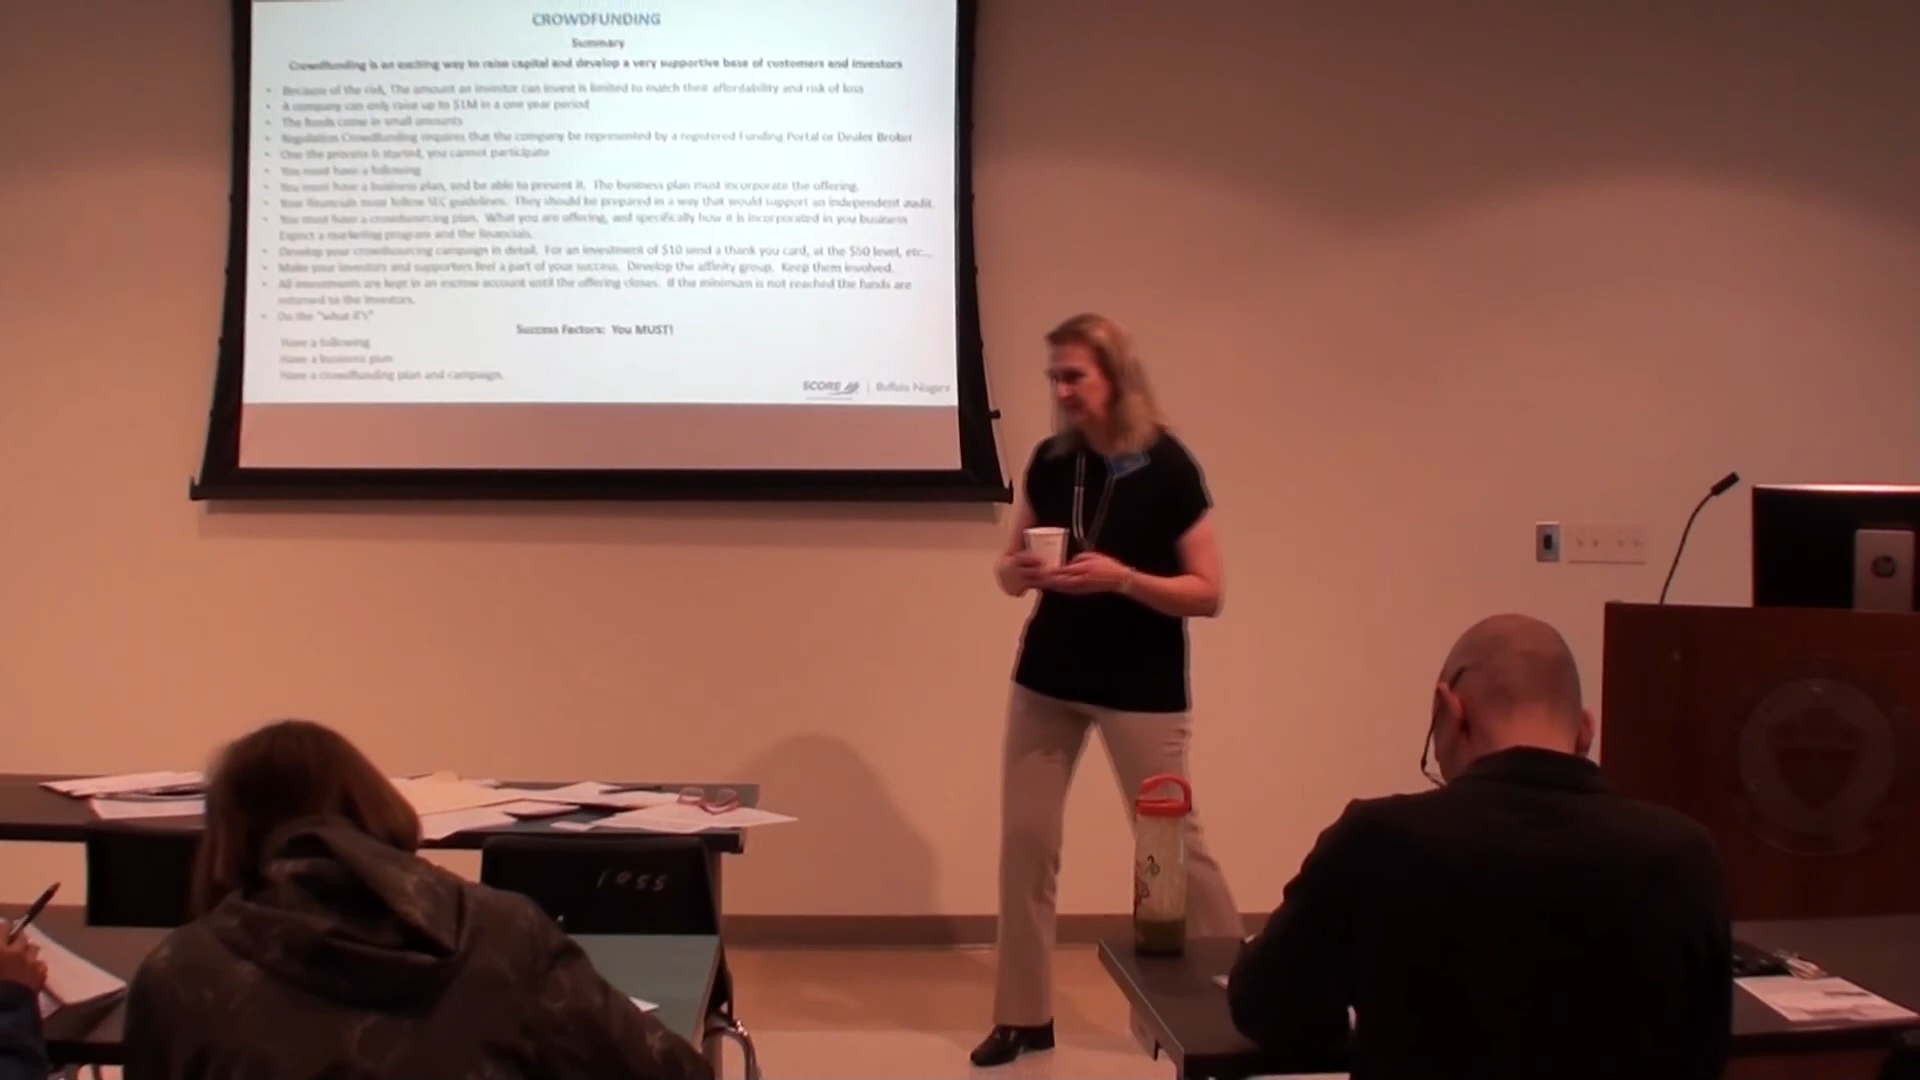 CROWDFUNDING
Summary
Crowdfunding is an exciting way to raise capital and develop a very supportive base of customers and investors
• Because of the risk, The amount an investor can invest is limited to match their affordability and risk of loss
• A company can only raise up to $1M in a one year period
• The funds come in small amounts
• Regulation Crowdfunding requires that the company be represented by a registered Funding Portal or Dealer Broker
• One the process is started, you cannot participate
• You must have a following
• You must have a business plan, and be able to present it. The business plan must incorporate the offering.
• Your financials must follow SEC guidelines. They should be prepared in a way that would support an independent audit.
• You must have a crowdsourcing plan. What you are offering, and specifically how it is incorporated in you business
Expect a marketing program and the financials.
• Develop your crowdsourcing campaign in detail. For an investment of $10 send a thank you card, at the $50 level, etc...
• Make your investors and supporters feel a part of your success. Develop the affinity group. Keep them involved.
• All investments are kept in an escrow account until the offering closes. If the minimum is not reached the funds are
returned to the investors.
• Do the "what if's"
Success Factors: You MUST!
Have a following
Have a business plan
Have a crowdfunding plan and campaign.
SCORE | Buffalo Niagara
1055
hp